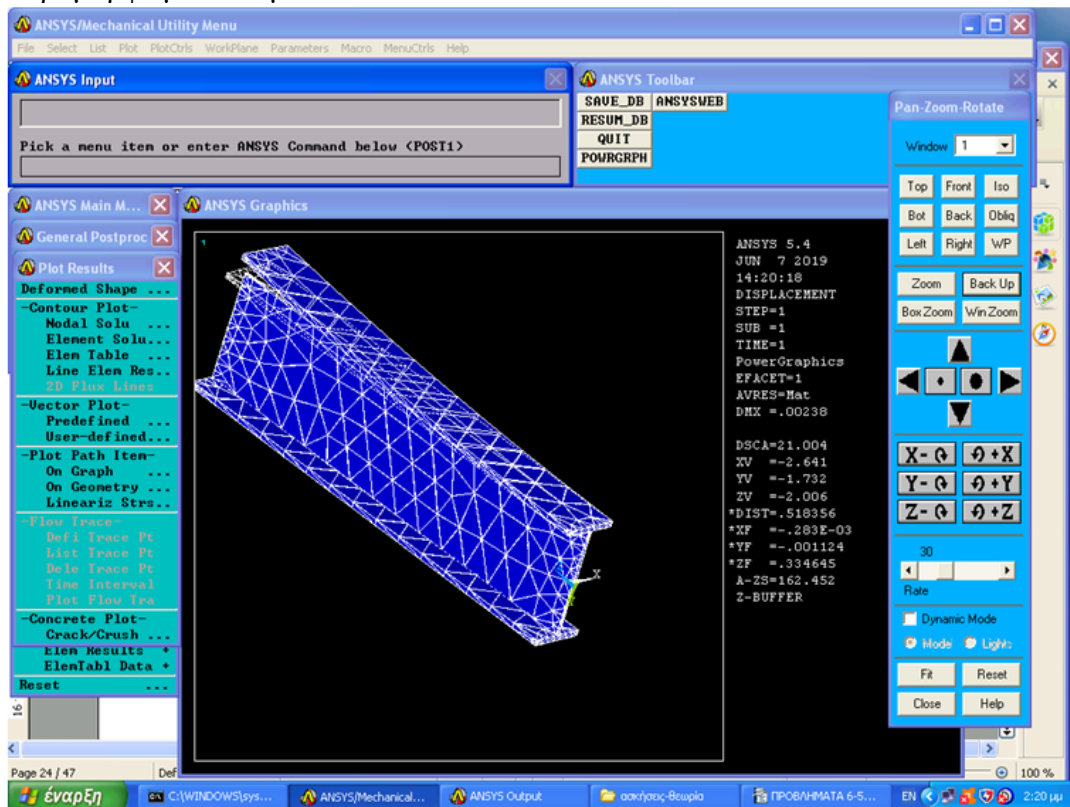 ANSYS/Mechanical Utility Menu
File Select List Plot PlotCtrls WorkPlane Parameters Macro MenuCtrls Help
ANSYS Input
Pick a menu item or enter ANSYS Command below (POST1)
ANSYS Toolbar
SAVE_DB ANSYSWEB
RESUM_DB
QUIT
POWRGRPH
Pan-Zoom-Rotate
Window 1
Top Front Iso
Bot Back Obliq
Left Right WP
Zoom Back Up
Box Zoom Win Zoom
X- +X
Y- +Y
Z- +Z
30
Rate
Dynamic Mode
Model Lights
Fit Reset
Close Help
ANSYS Main M...
General Postproc
Plot Results
Deformed Shape ...
-Contour Plot-
Nodal Solu ...
Element Solu...
Elem Table ...
Line Elem Res..
2D Flux Lines
-Vector Plot-
Predefined ...
User-defined...
-Plot Path Item-
On Graph ...
On Geometry ...
Lineariz Strs..
-Flow Trace-
Defi Trace Pt
List Trace Pt
Dele Trace Pt
Time Interval
Plot Flow Tra
-Concrete Plot-
Crack/Crush ...
Elem Results +
ElemTabl Data +
Reset ...
ANSYS Graphics
1
X
ANSYS 5.4
JUN 7 2019
14:20:18
DISPLACEMENT
STEP=1
SUB =1
TIME=1
PowerGraphics
EFACET=1
AVRES=Mat
DMX =.00238
DSCA=21.004
XV =-2.641
YV =-1.732
ZV =-2.006
*DIST=.518356
*XF =-.283E-03
*YF =-.001124
*ZF =.334645
A-ZS=162.452
Z-BUFFER
16
Page 24 / 47 Def
100 %
έναρξη
C:\WINDOWS\sys...
ANSYS/Mechanical...
ANSYS Output
ασκήσεις-θεωρία
ΠΡΟΒΛΗΜΑΤΑ 6-5...
EN
2:20 μμ